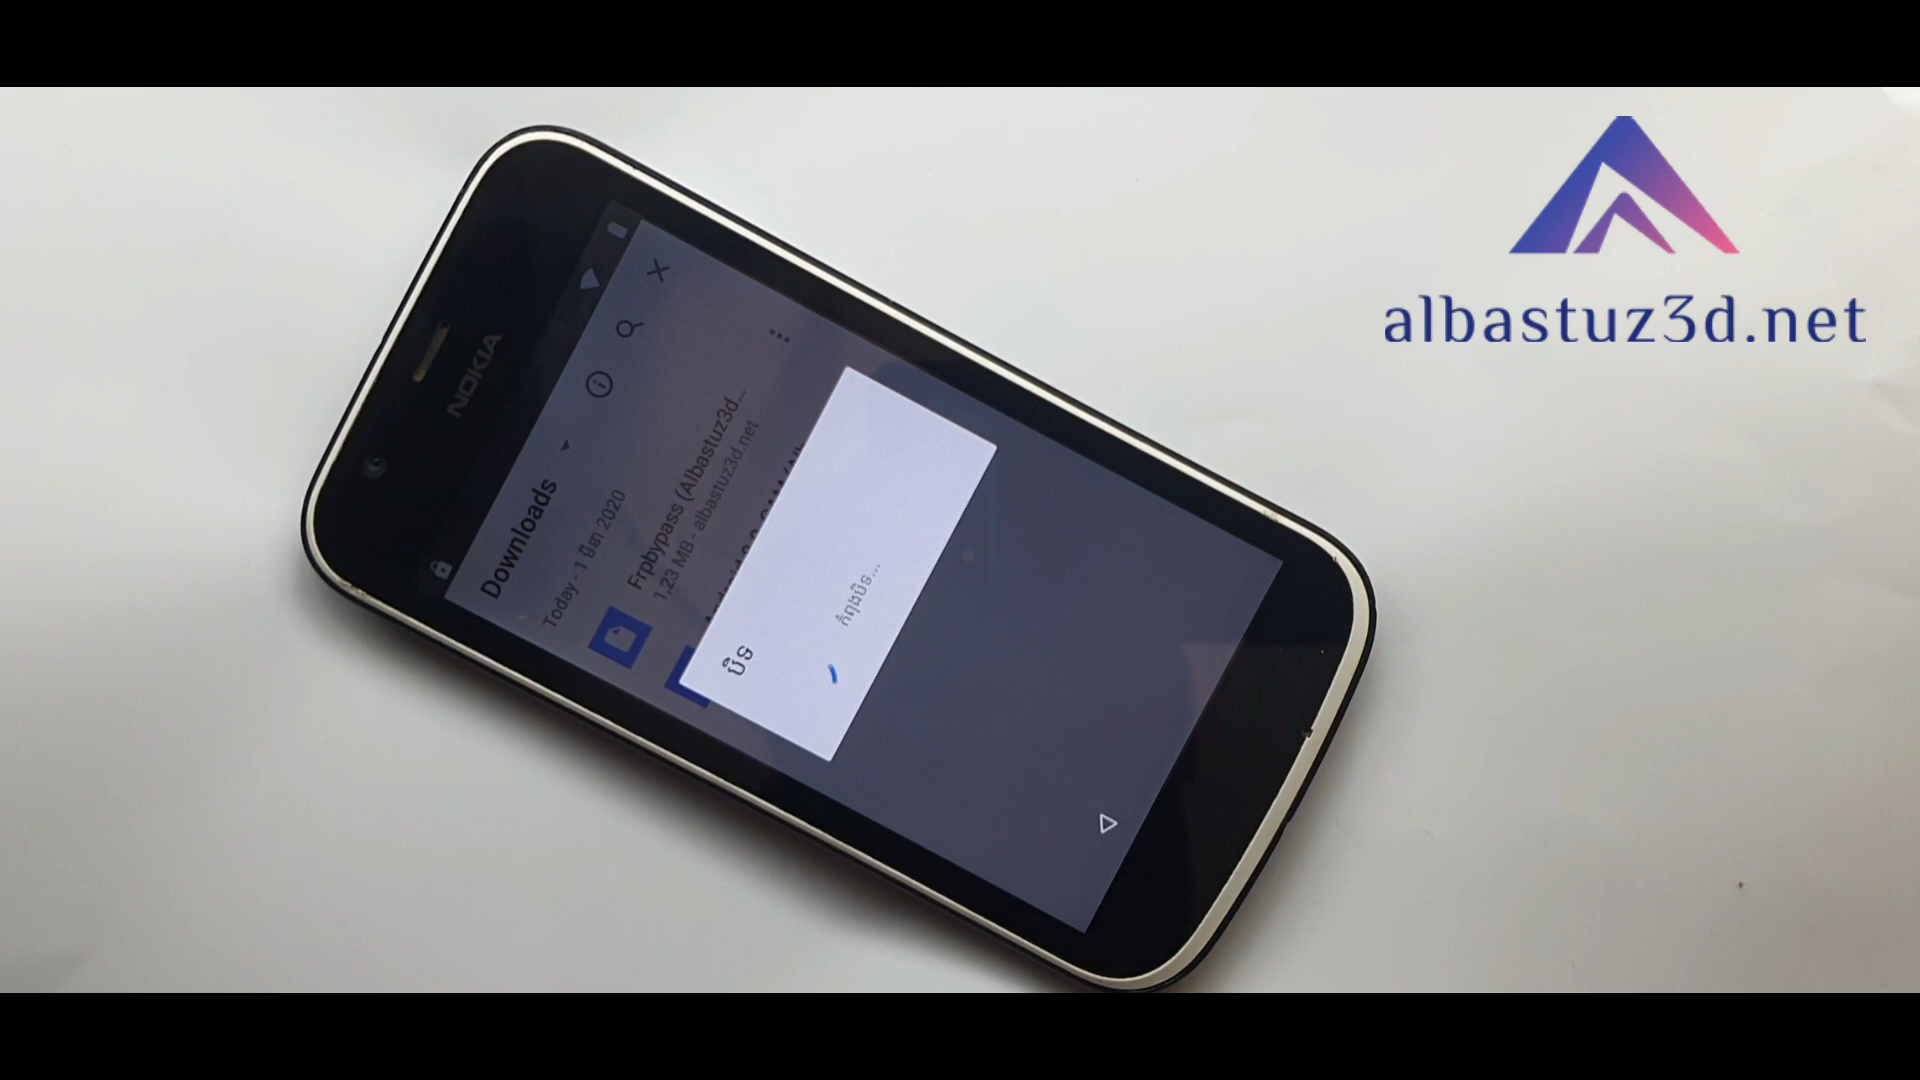 albastuz3d.net
NOKIA
Downloads
Today - 1 មីនា 2020
Frpbypass (Albastuz3d...
1,23 MB - albastuz3d.net
បើក
កំពុងបើក...